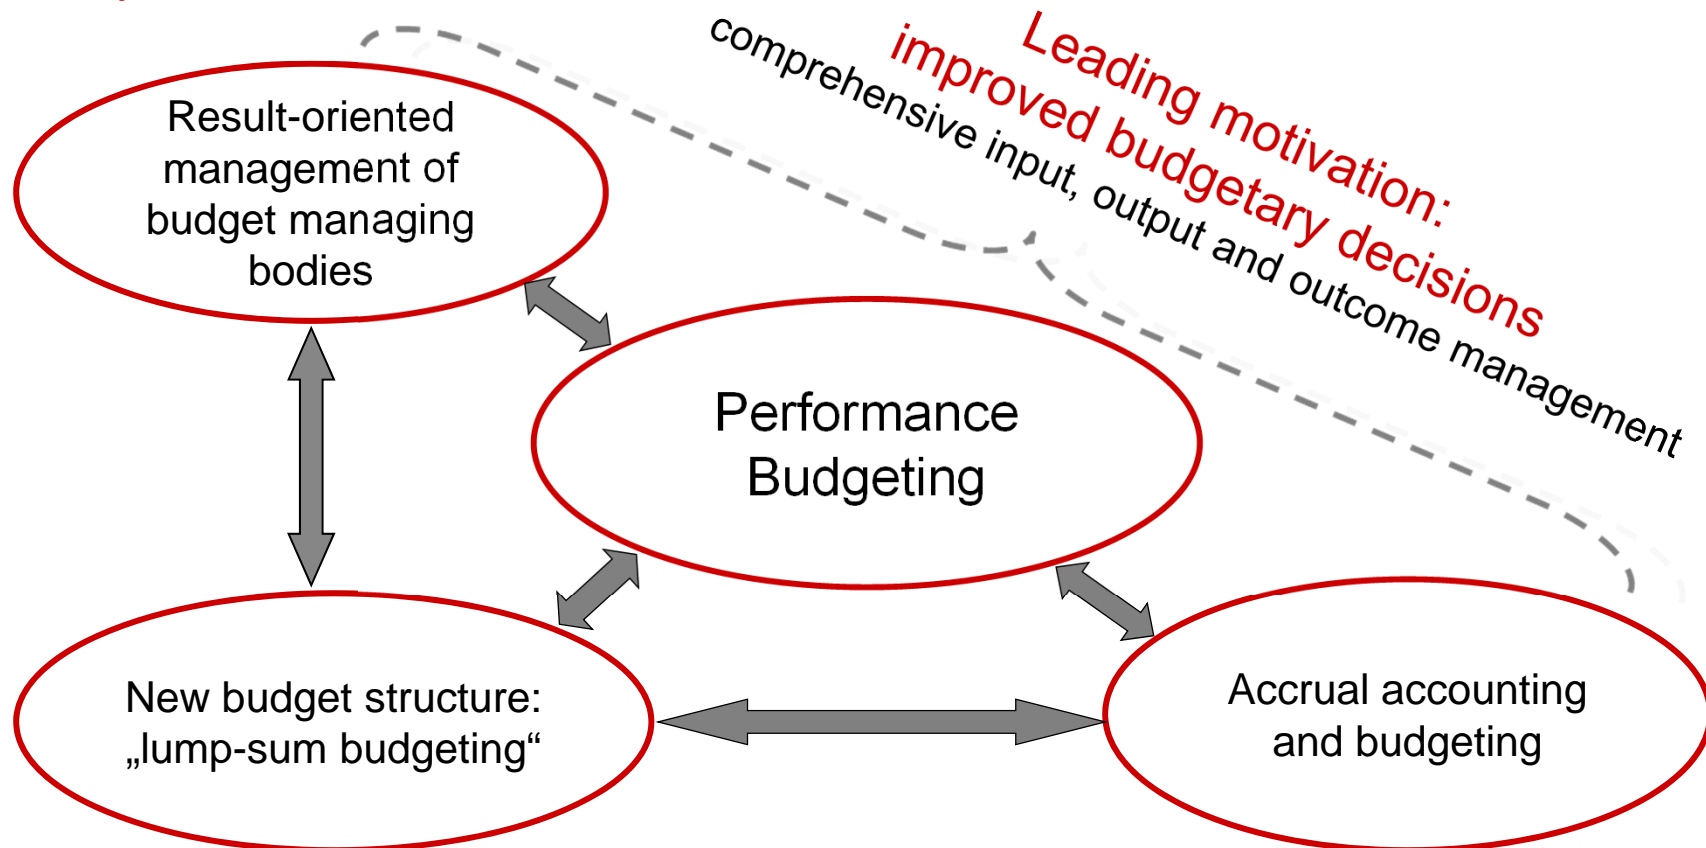 Leading motivation:
improved budgetary decisions
comprehensive input, output and outcome management
Result-oriented
management of
budget managing
bodies
Performance
Budgeting
New budget structure:
„lump-sum budgeting“
Accrual accounting
and budgeting